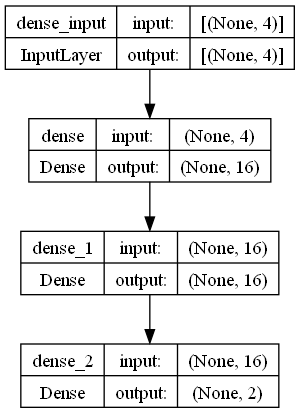 dense_input input: [(None, 4)]
InputLayer output: [(None, 4)]
dense input: (None, 4)
Dense output: (None, 16)
dense_1 input: (None, 16)
Dense output: (None, 16)
dense_2 input: (None, 16)
Dense output: (None, 2)